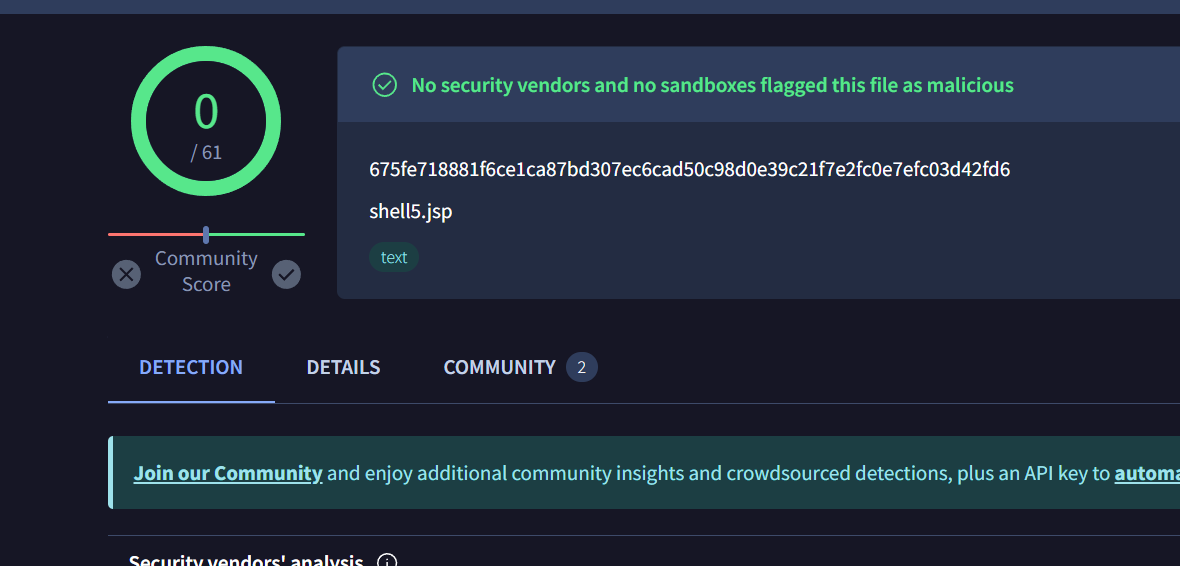 0
/ 61
Community
Score
No security vendors and no sandboxes flagged this file as malicious
675fe718881f6ce1ca87bd307ec6cad50c98d0e39c21f7e2fc0e7efc03d42fd6
shell5.jsp
text
DETECTION DETAILS COMMUNITY 2
Join our Community and enjoy additional community insights and crowdsourced detections, plus an API key to automa
Security vendors' analysis